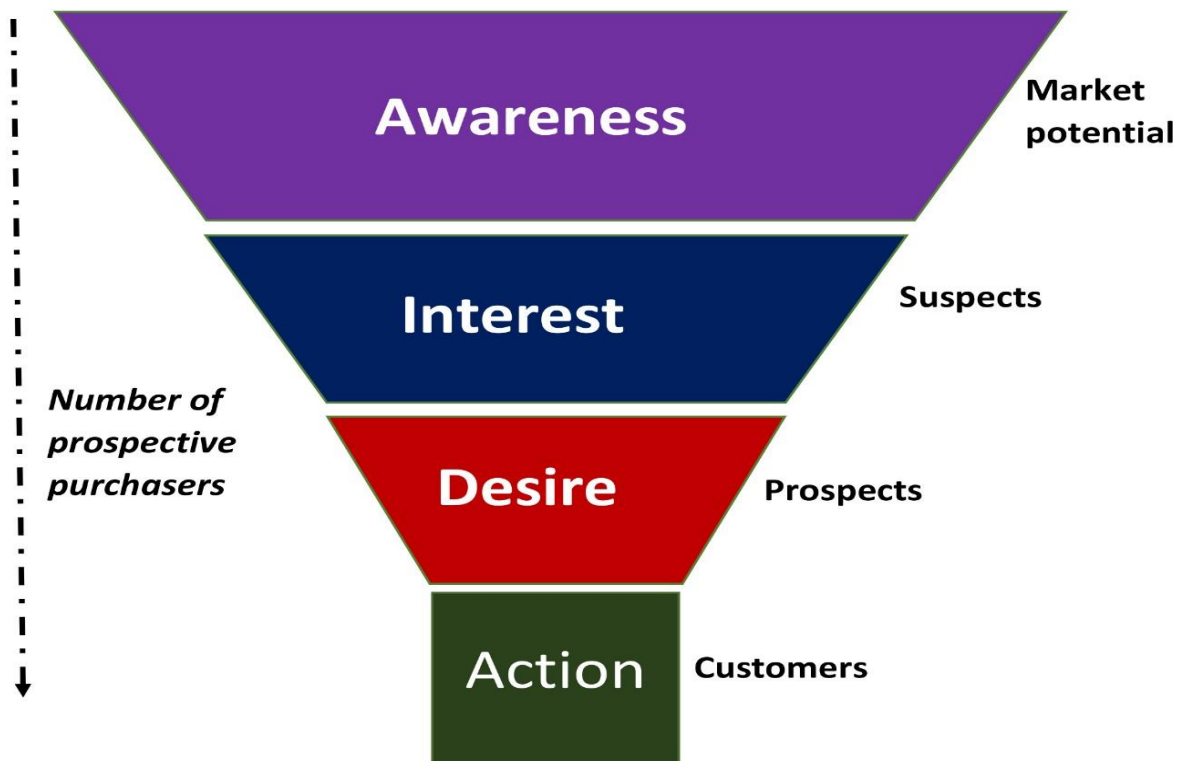 Awareness
Market
potential
Interest
Suspects
Number of
prospective
purchasers
Desire
Prospects
Action
Customers